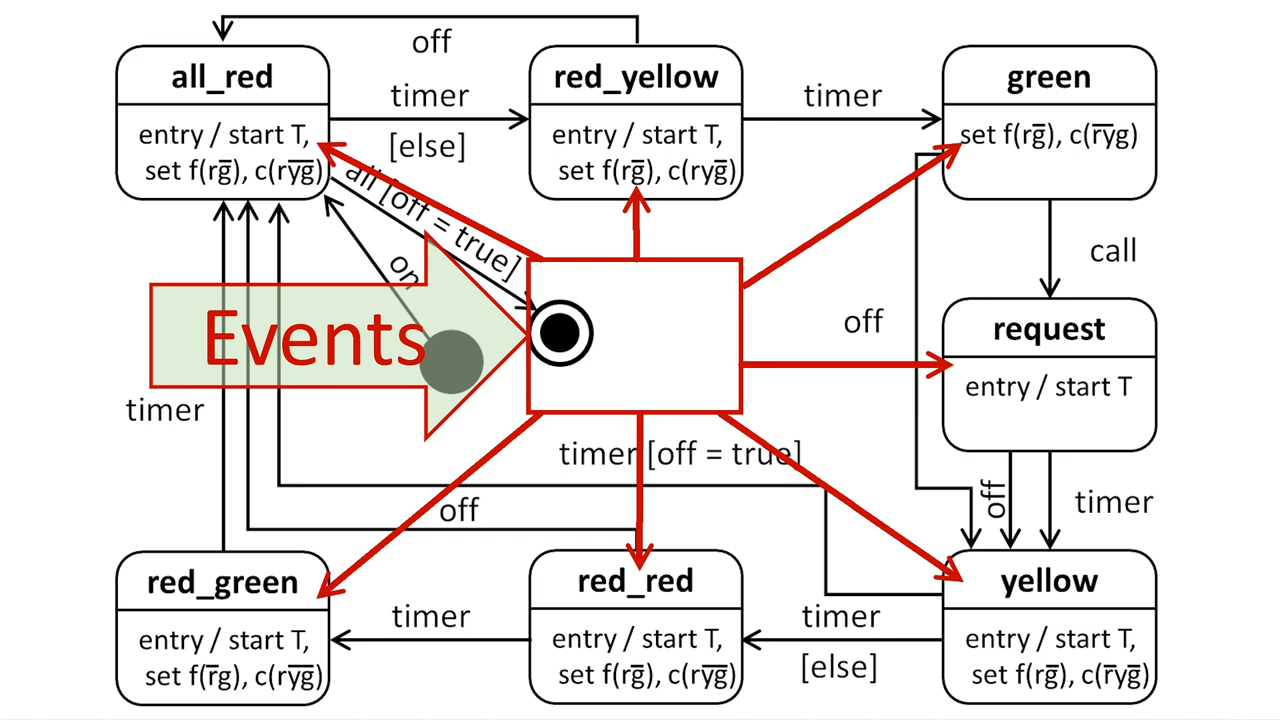 off
all_red
entry / start T,
set f(rg̅), c(ry̅g̅)
timer
[else]
red_yellow
entry / start T,
set f(rg̅), c(ryg̅)
timer
green
set f(rg̅), c(r̅y̅g)
all [off = true]
on
call
Events
off
request
entry / start T
timer
timer [off = true]
off
off
timer
red_green
entry / start T,
set f(r̅g), c(ry̅g̅)
timer
red_red
entry / start T,
set f(rg̅), c(ry̅g̅)
timer
[else]
yellow
entry / start T,
set f(rg̅), c(r̅yg̅)